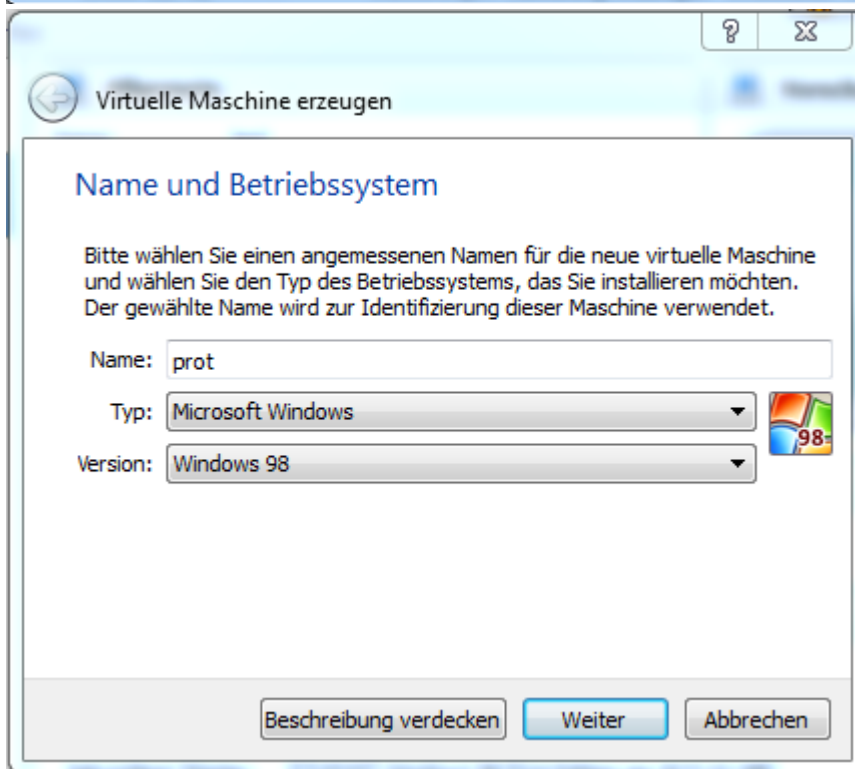 Virtuelle Maschine erzeugen
Name und Betriebssystem
Bitte wählen Sie einen angemessenen Namen für die neue virtuelle Maschine
und wählen Sie den Typ des Betriebssystems, das Sie installieren möchten.
Der gewählte Name wird zur Identifizierung dieser Maschine verwendet.
Name: prot
Typ: Microsoft Windows
98
Version: Windows 98
Beschreibung verdecken Weiter Abbrechen